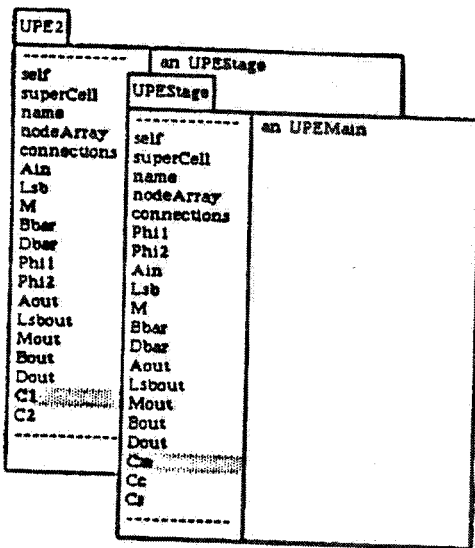 UPE2
------------
an UPEStage
self
superCell
name
nodeArray
connections
Ain
Lsb
M
Bbar
Dbar
Phi1
Phi2
Aout
Lsbout
Mout
Bout
Dout
C1
C2
------------
UPEStage
------------
an UPEMain
self
superCell
name
nodeArray
connections
Phi1
Phi2
Ain
Lsb
M
Bbar
Dbar
Aout
Lsbout
Mout
Bout
Dout
Cm
Cc
Cs
------------